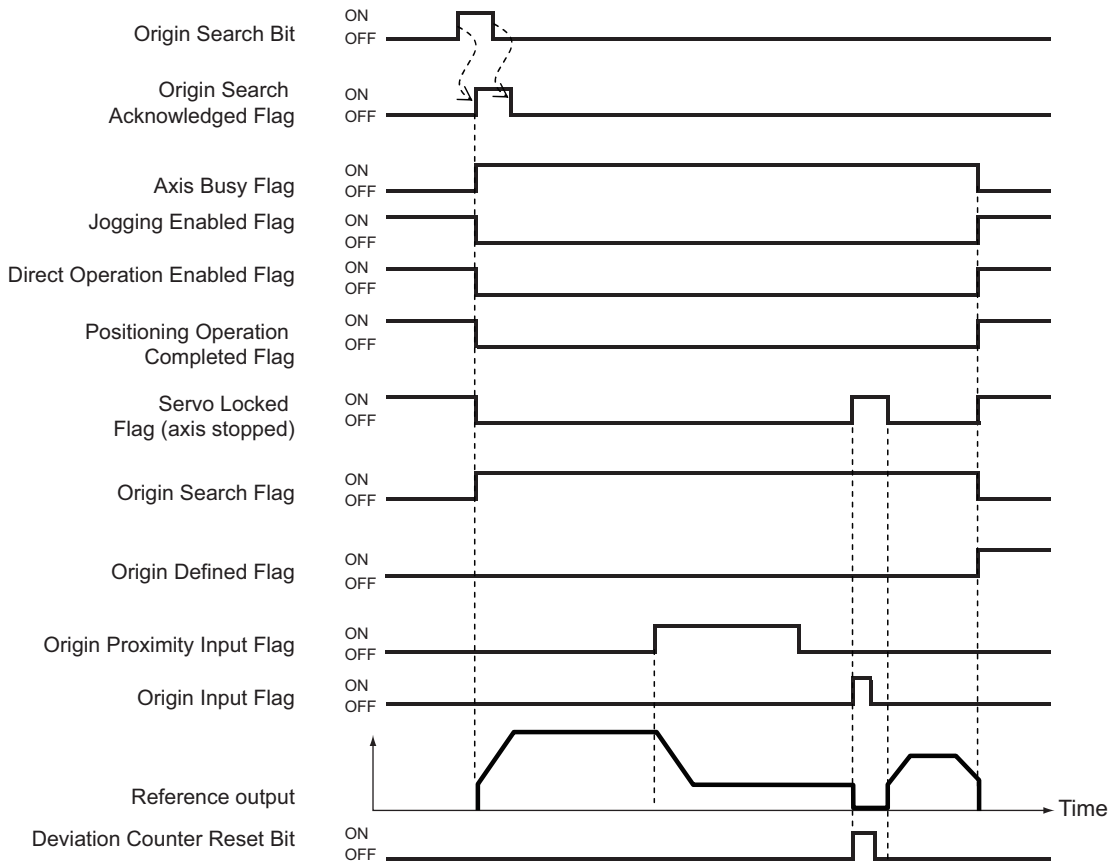 Origin Search Bit
ON
OFF
Origin Search
Acknowledged Flag
ON
OFF
Axis Busy Flag
ON
OFF
Jogging Enabled Flag
ON
OFF
Direct Operation Enabled Flag
ON
OFF
Positioning Operation
Completed Flag
ON
OFF
Servo Locked
Flag (axis stopped)
ON
OFF
Origin Search Flag
ON
OFF
Origin Defined Flag
ON
OFF
Origin Proximity Input Flag
ON
OFF
Origin Input Flag
ON
OFF
Reference output
Time
Deviation Counter Reset Bit
ON
OFF